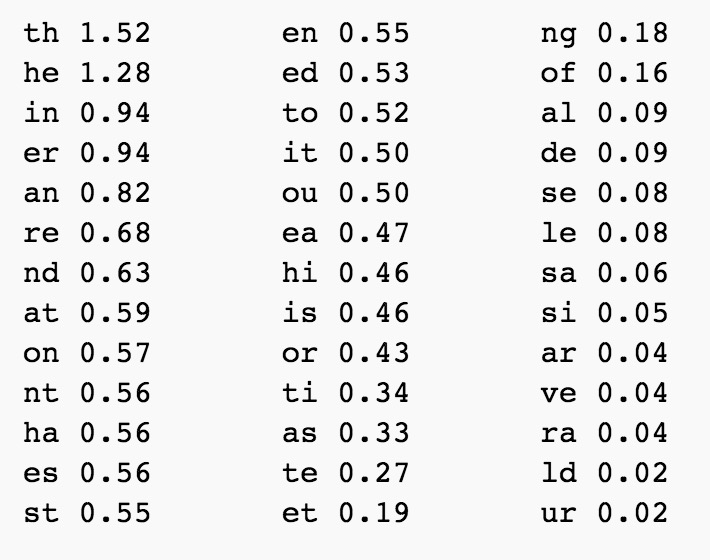 th 1.52 en 0.55 ng 0.18
he 1.28 ed 0.53 of 0.16
in 0.94 to 0.52 al 0.09
er 0.94 it 0.50 de 0.09
an 0.82 ou 0.50 se 0.08
re 0.68 ea 0.47 le 0.08
nd 0.63 hi 0.46 sa 0.06
at 0.59 is 0.46 si 0.05
on 0.57 or 0.43 ar 0.04
nt 0.56 ti 0.34 ve 0.04
ha 0.56 as 0.33 ra 0.04
es 0.56 te 0.27 ld 0.02
st 0.55 et 0.19 ur 0.02